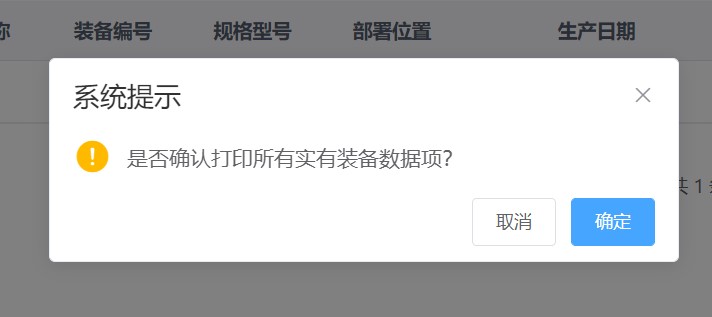 称 装备编号 规格型号 部署位置 生产日期
系统提示
是否确认打印所有实有装备数据项?
共 1 条
取消 确定